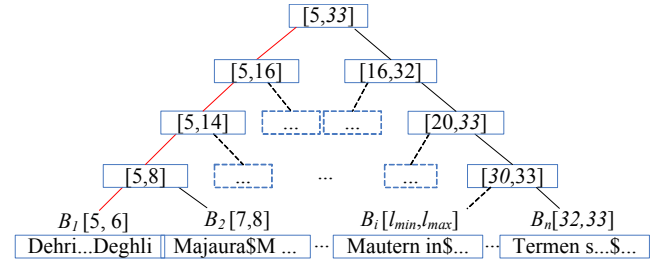 [5,33]
[5,16] [16,32]
[5,14] ... ... [20,33]
[5,8] ... ... ... [30,33]
B1 [5, 6] B2 [7,8] Bi [lmin,lmax] Bn[32,33]
Dehri...Deghli Majaura$M ... ... Mautern in$... ... Termen s...$...